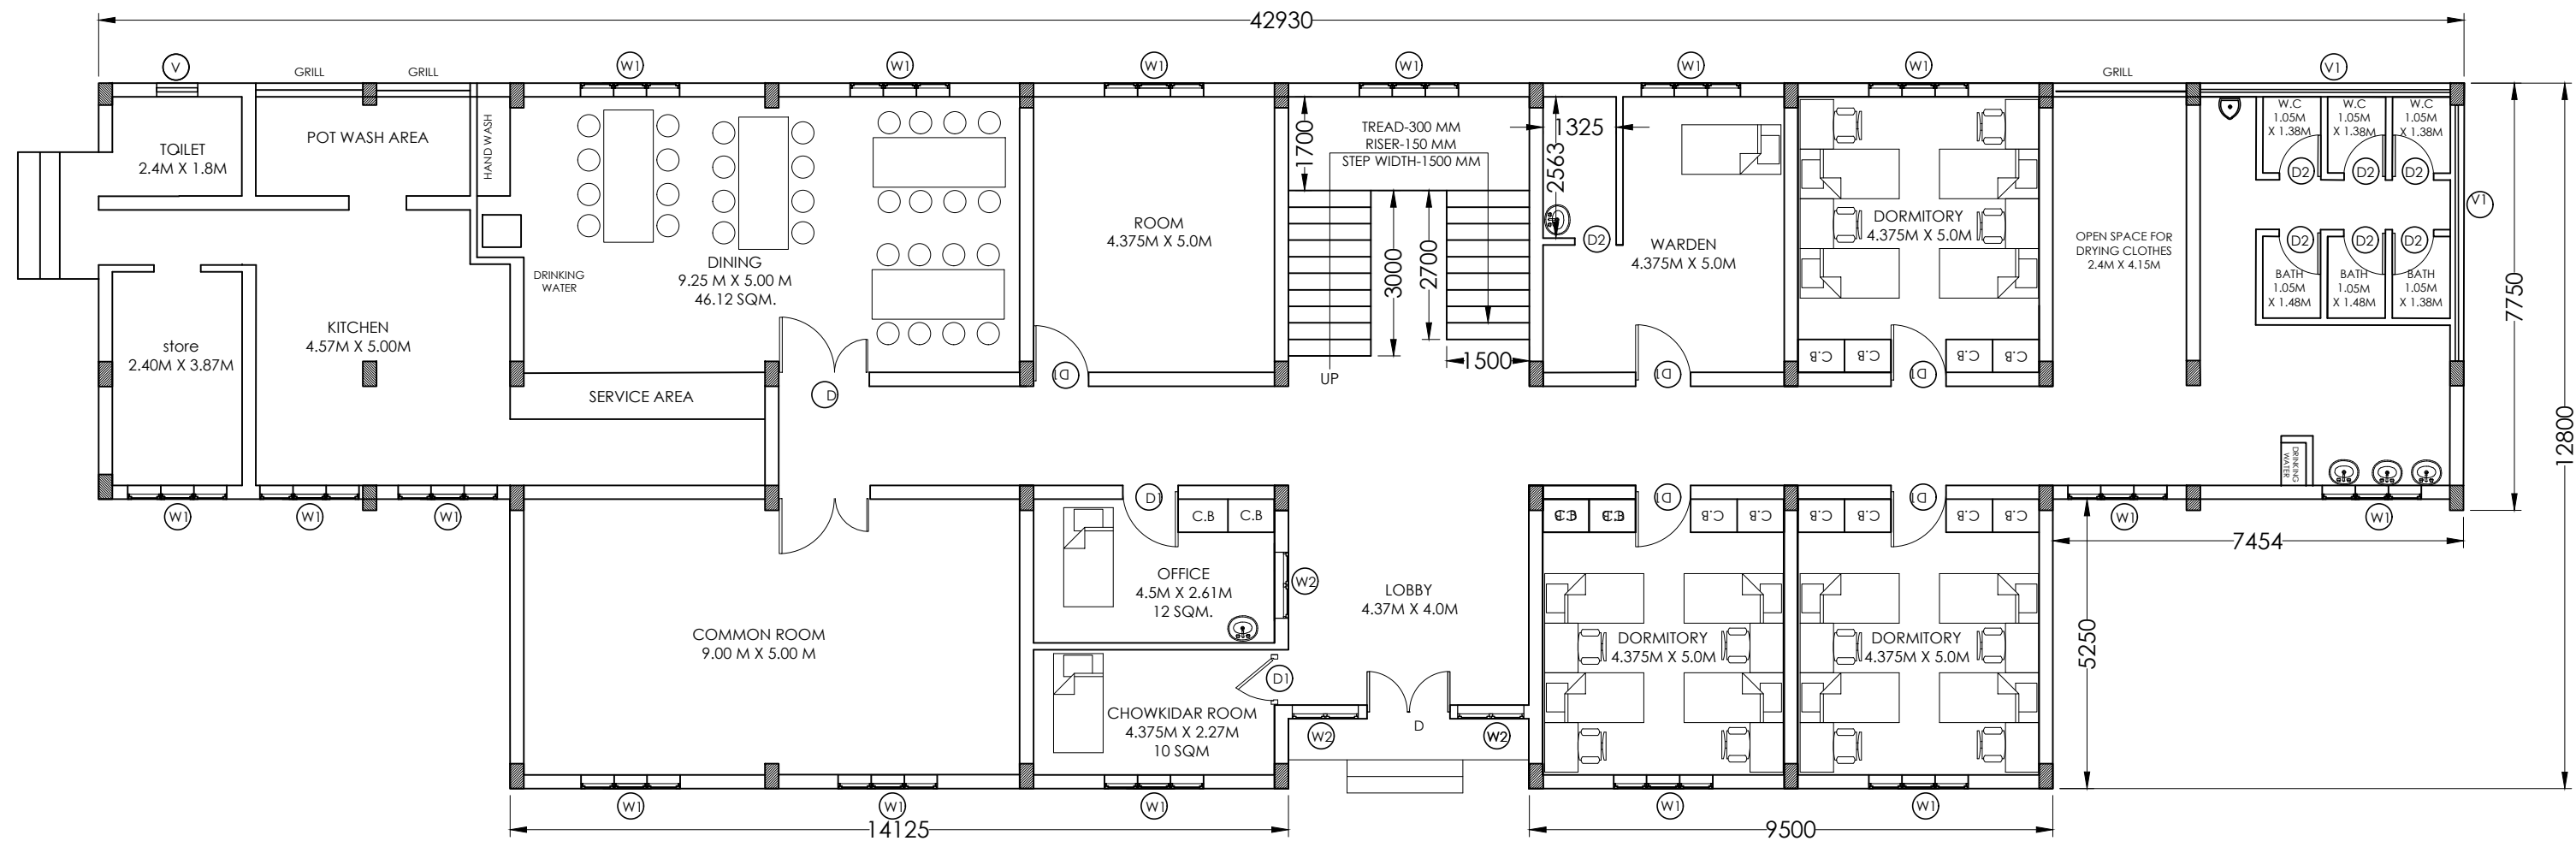 42930
V
GRILL
GRILL
W1
W1
W1
W1
W1
W1
GRILL
V1
TOILET
2.4M X 1.8M
POT WASH AREA
HAND WASH
DRINKING
WATER
DINING
9.25 M X 5.00 M
46.12 SQM.
ROOM
4.375M X 5.0M
1700
TREAD-300 MM
RISER-150 MM
STEP WIDTH-1500 MM
3000
2700
1500
UP
2563
1325
D2
WARDEN
4.375M X 5.0M
DORMITORY
4.375M X 5.0M
C.B
C.B
C.B
C.B
OPEN SPACE FOR
DRYING CLOTHES
2.4M X 4.15M
W.C
1.05M
X 1.38M
W.C
1.05M
X 1.38M
W.C
1.05M
X 1.38M
D2
D2
D2
V1
D2
D2
D2
BATH
1.05M
X 1.48M
BATH
1.05M
X 1.48M
BATH
1.05M
X 1.38M
7750
12800
store
2.40M X 3.87M
KITCHEN
4.57M X 5.00M
SERVICE AREA
D
D1
D1
D1
DRINKING
WATER
W1
W1
W1
D1
C.B
C.B
D1
D1
C.B
C.B
C.B
C.B
C.B
C.B
C.B
C.B
W1
W1
7454
OFFICE
4.5M X 2.61M
12 SQM.
W2
LOBBY
4.37M X 4.0M
COMMON ROOM
9.00 M X 5.00 M
DORMITORY
4.375M X 5.0M
DORMITORY
4.375M X 5.0M
5250
D1
CHOWKIDAR ROOM
4.375M X 2.27M
10 SQM
W2
D
W2
W1
W1
W1
W1
W1
14125
9500